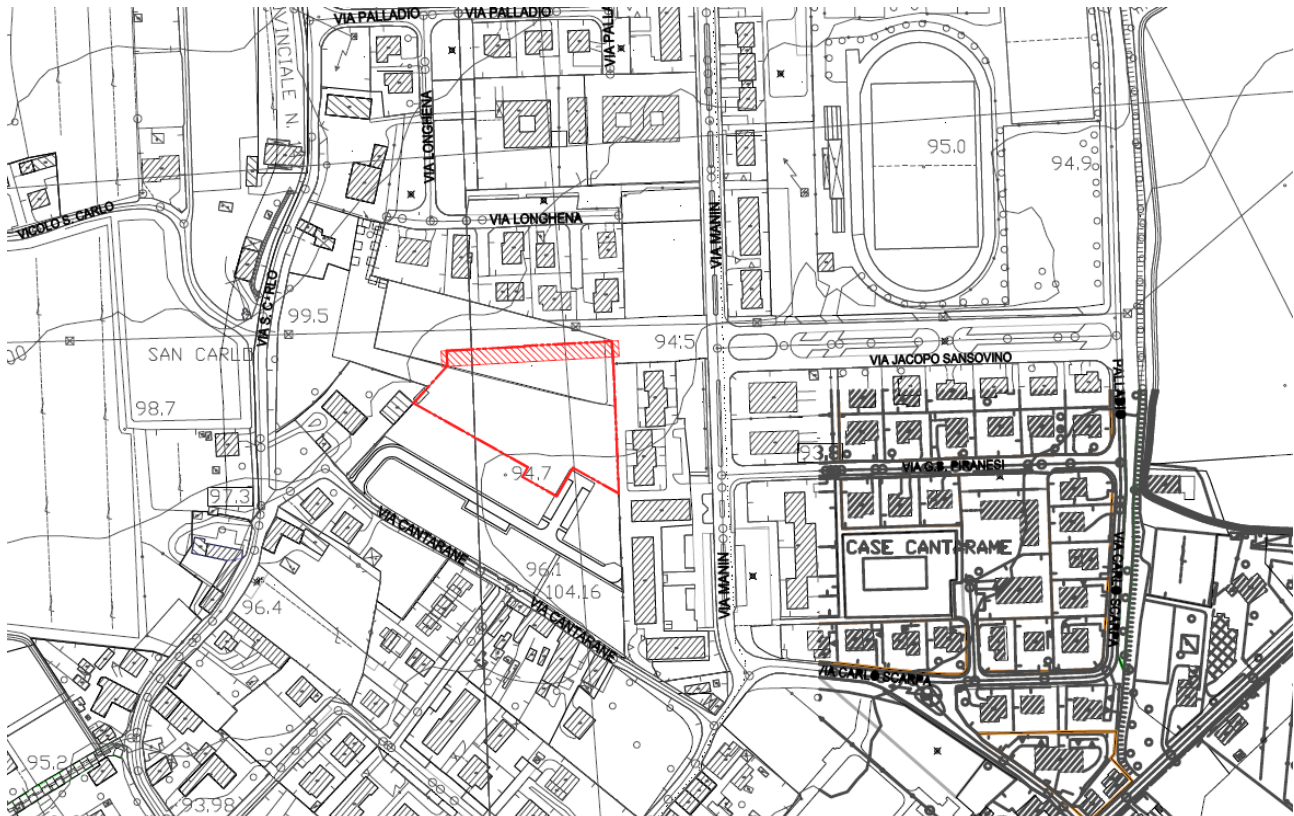 VIA PALLADIO
VIA PALLADIO
VIA PALLA
VINCIALE N.
VIA LONGHENA
95.0
94.9
VICOLO S. CARLO
VIA LONGHENA
VIA MANIN
VIA S. C RLO
99.5
94.5
00
SAN CARLO
VIA JACOPO SANSOVINO
PALLADIO
98.7
93.8
94.7
VIA G.B. PIRANESI
97.3
VIA CANTARANE
CASE CANTARAME
VIA CARLO SCARPA
96.1
104.16
VIA MANIN
96.4
VIA CANTARANE
VIA CARLO SCARPA
95.2
93.98